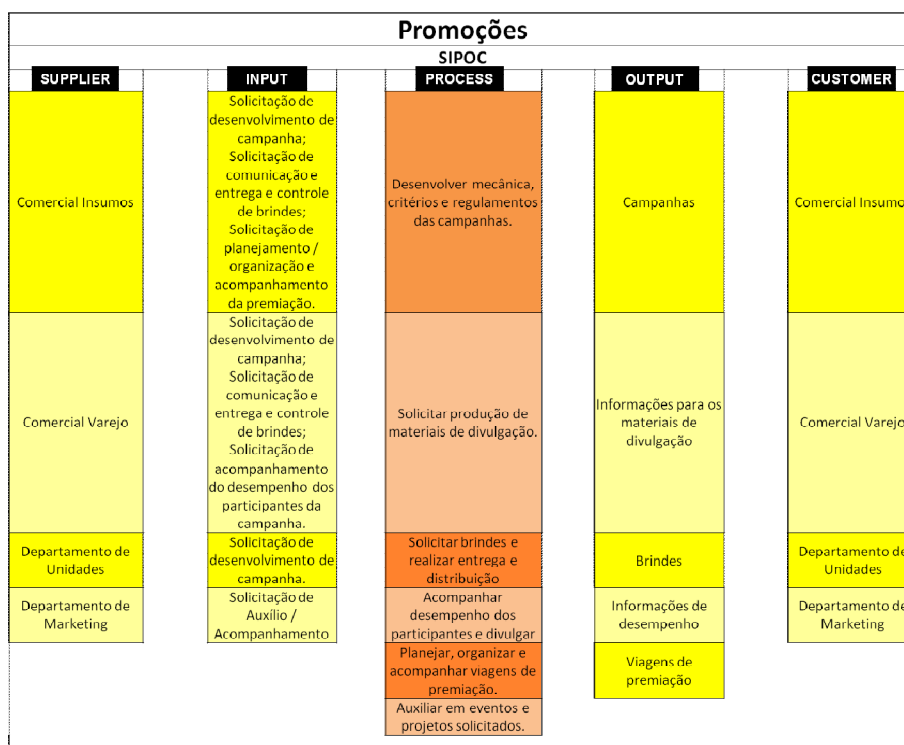 Promoções
SIPOC
SUPPLIER
INPUT
PROCESS
OUTPUT
CUSTOMER
Comercial Insumos
Solicitação de
desenvolvimento de
campanha;
Solicitação de
comunicação e
entrega e controle
de brindes;
Solicitação de
planejamento /
organização e
acompanhamento
da premiação.
Desenvolver mecânica,
critérios e regulamentos
das campanhas.
Campanhas
Comercial Insumo
Comercial Varejo
Solicitação de
desenvolvimento de
campanha;
Solicitação de
comunicação e
entrega e controle
de brindes;
Solicitação de
acompanhamento
do desempenho dos
participantes da
campanha.
Solicitar produção de
materiais de divulgação.
Informações para os
materiais de
divulgação
Comercial Varejo
Departamento de
Unidades
Solicitação de
desenvolvimento de
campanha.
Solicitar brindes e
realizar entrega e
distribuição
Brindes
Departamento de
Unidades
Departamento de
Marketing
Solicitação de
Auxílio /
Acompanhamento
Acompanhar
desempenho dos
participantes e divulgar
Informações de
desempenho
Departamento de
Marketing
Planejar, organizar e
acompanhar viagens de
premiação.
Viagens de
premiação
Auxiliar em eventos e
projetos solicitados.